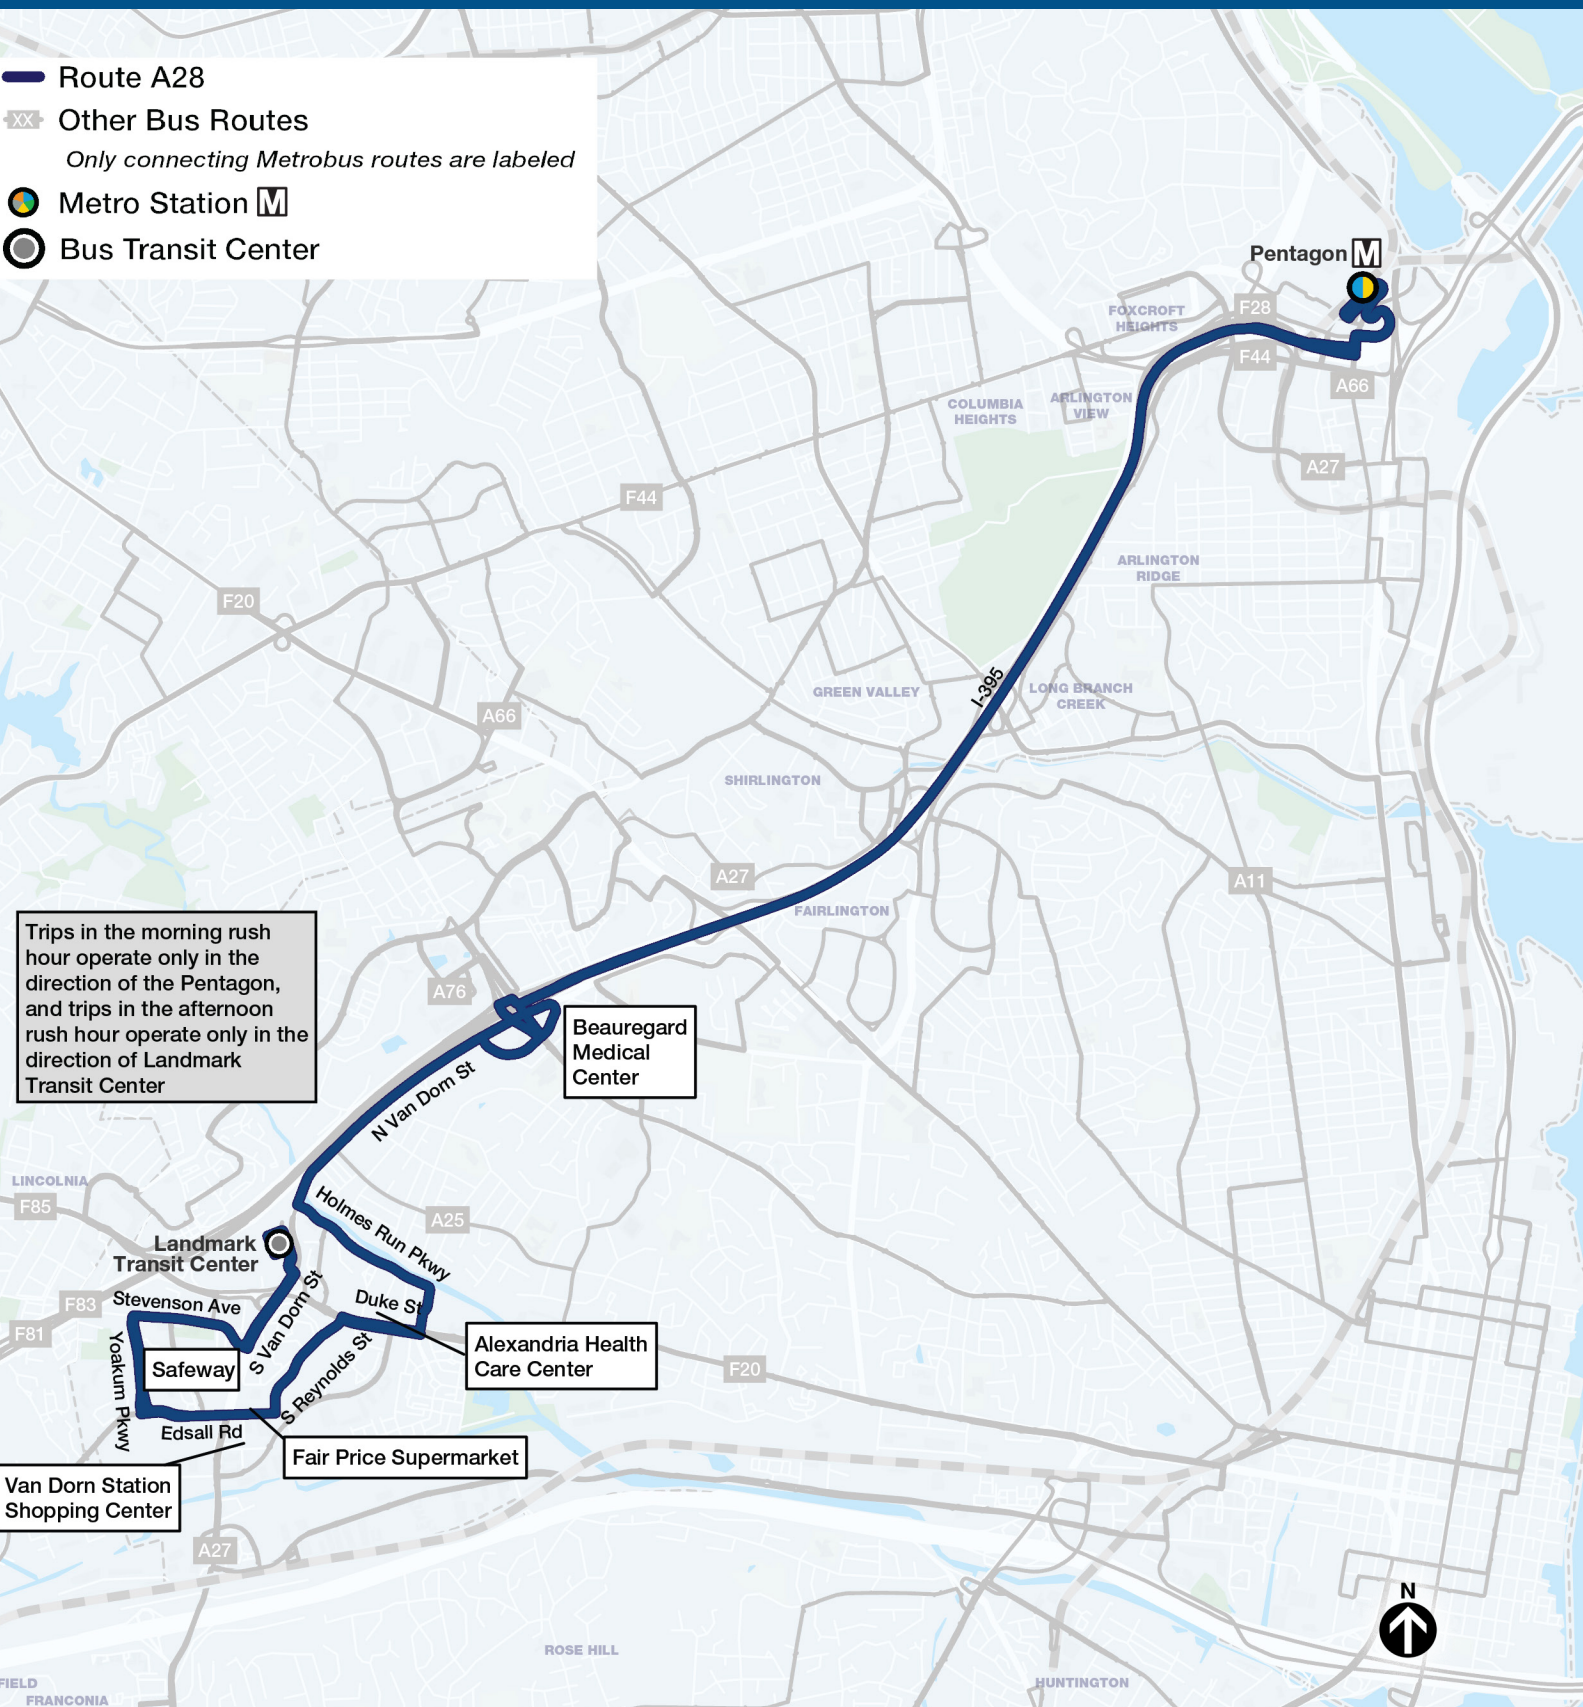 Route A28
XX Other Bus Routes
Only connecting Metrobus routes are labeled
Metro Station M
Bus Transit Center
Pentagon M
FOXCROFT
HEIGHTS
F28
F44
A66
COLUMBIA
HEIGHTS
ARLINGTON
VIEW
A27
F44
ARLINGTON
RIDGE
F20
I-395
GREEN VALLEY
LONG BRANCH
CREEK
A66
SHIRLINGTON
A27
A11
FAIRLINGTON
Trips in the morning rush
hour operate only in the
direction of the Pentagon,
and trips in the afternoon
rush hour operate only in the
direction of Landmark
Transit Center
A76
Beauregard
Medical
Center
N Van Dorn St
LINCOLNIA
F85
Holmes Run Pkwy
A25
Landmark
Transit Center
F83
Stevenson Ave
S Van Dorn St
Duke St
F81
Yoakum Pkwy
Safeway
S Reynolds St
Alexandria Health
Care Center
F20
Edsall Rd
Fair Price Supermarket
Van Dorn Station
Shopping Center
A27
N
ROSE HILL
HUNTINGTON
FIELD
FRANCONIA